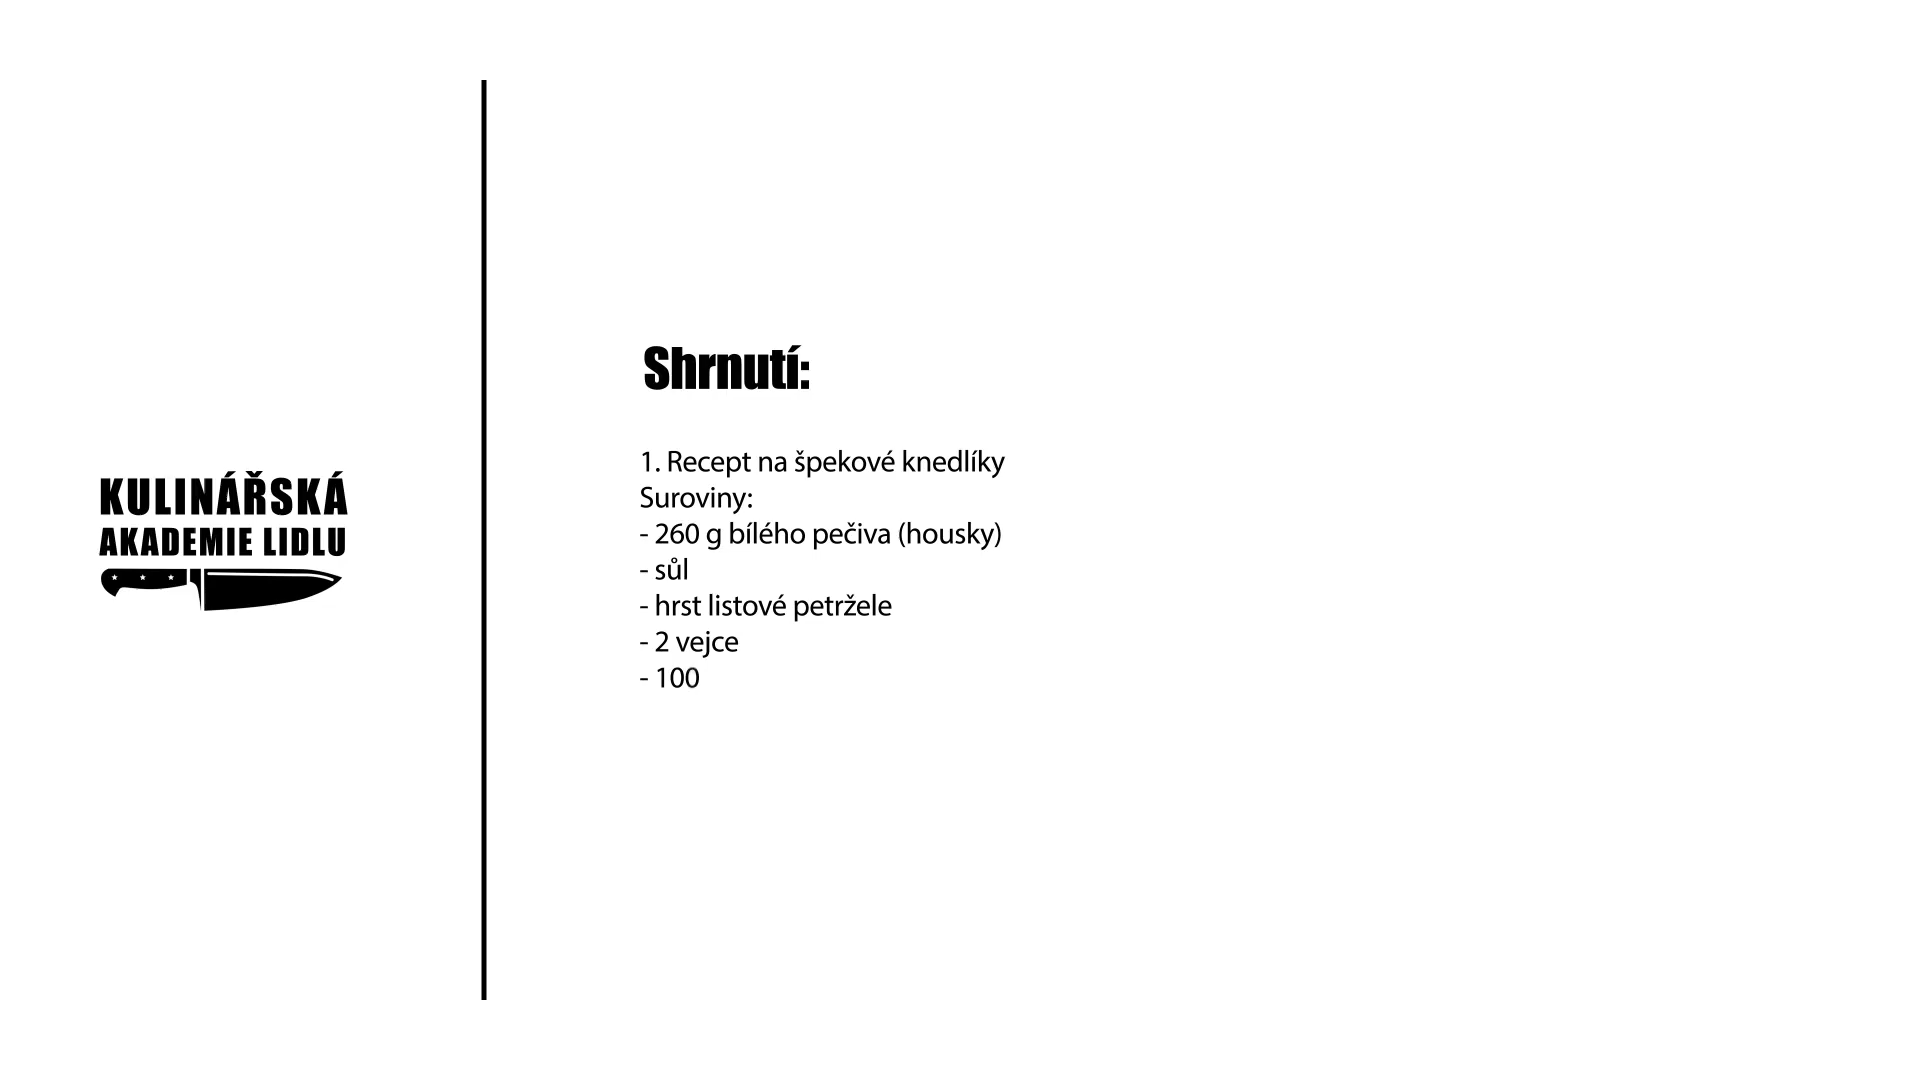 KULINÁŘSKÁ
AKADEMIE LIDLU
Shrnutí:
1. Recept na špekové knedlíky
Suroviny:
- 260 g bílého pečiva (housky)
- sůl
- hrst listové petržele
- 2 vejce
- 100